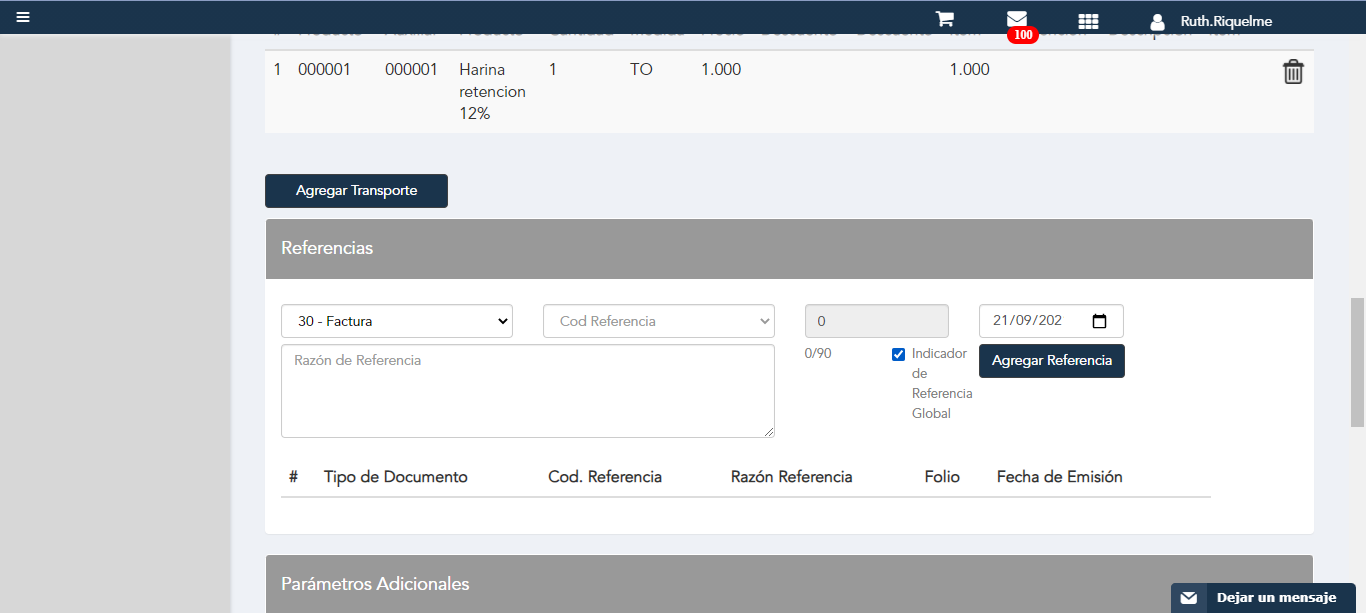 Ruth.Riquelme
100
1 000001 000001 Harina 1 TO 1.000 1.000
retencion
12%
Agregar Transporte
Referencias
30 - Factura Cod Referencia 0 21/09/202
Razón de Referencia 0/90 Indicador Agregar Referencia
de
Referencia
Global
# Tipo de Documento Cod. Referencia Razón Referencia Folio Fecha de Emisión
Parámetros Adicionales
Dejar un mensaje